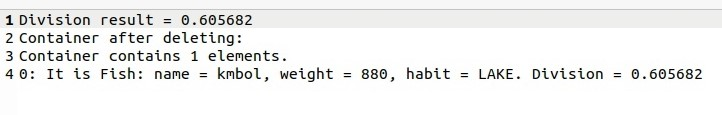 1 Division result = 0.605682
2 Container after deleting:
3 Container contains 1 elements.
4 0: It is Fish: name = kmbol, weight = 880, habit = LAKE. Division = 0.605682